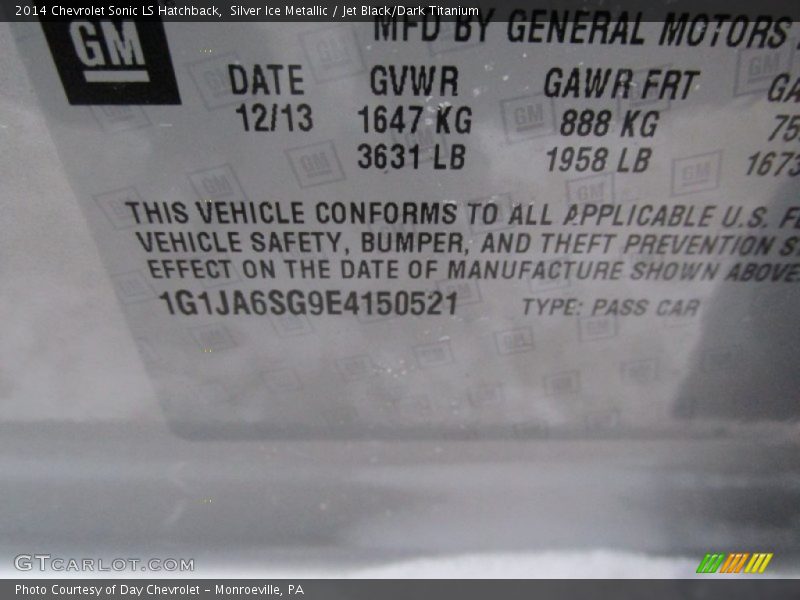 2014 Chevrolet Sonic LS Hatchback, Silver Ice Metallic / Jet Black/Dark Titanium
GM
MFD BY GENERAL MOTORS
DATE GVWR GAWR FRT
12/13 1647 KG 888 KG
3631 LB 1958 LB 1673
THIS VEHICLE CONFORMS TO ALL APPLICABLE U.S.
VEHICLE SAFETY, BUMPER, AND THEFT PREVENTION
EFFECT ON THE DATE OF MANUFACTURE SHOWN ABOVE
1G1JA6SG9E4150521 TYPE: PASS CAR
GTCARLOT.COM
Photo Courtesy of Day Chevrolet - Monroeville, PA